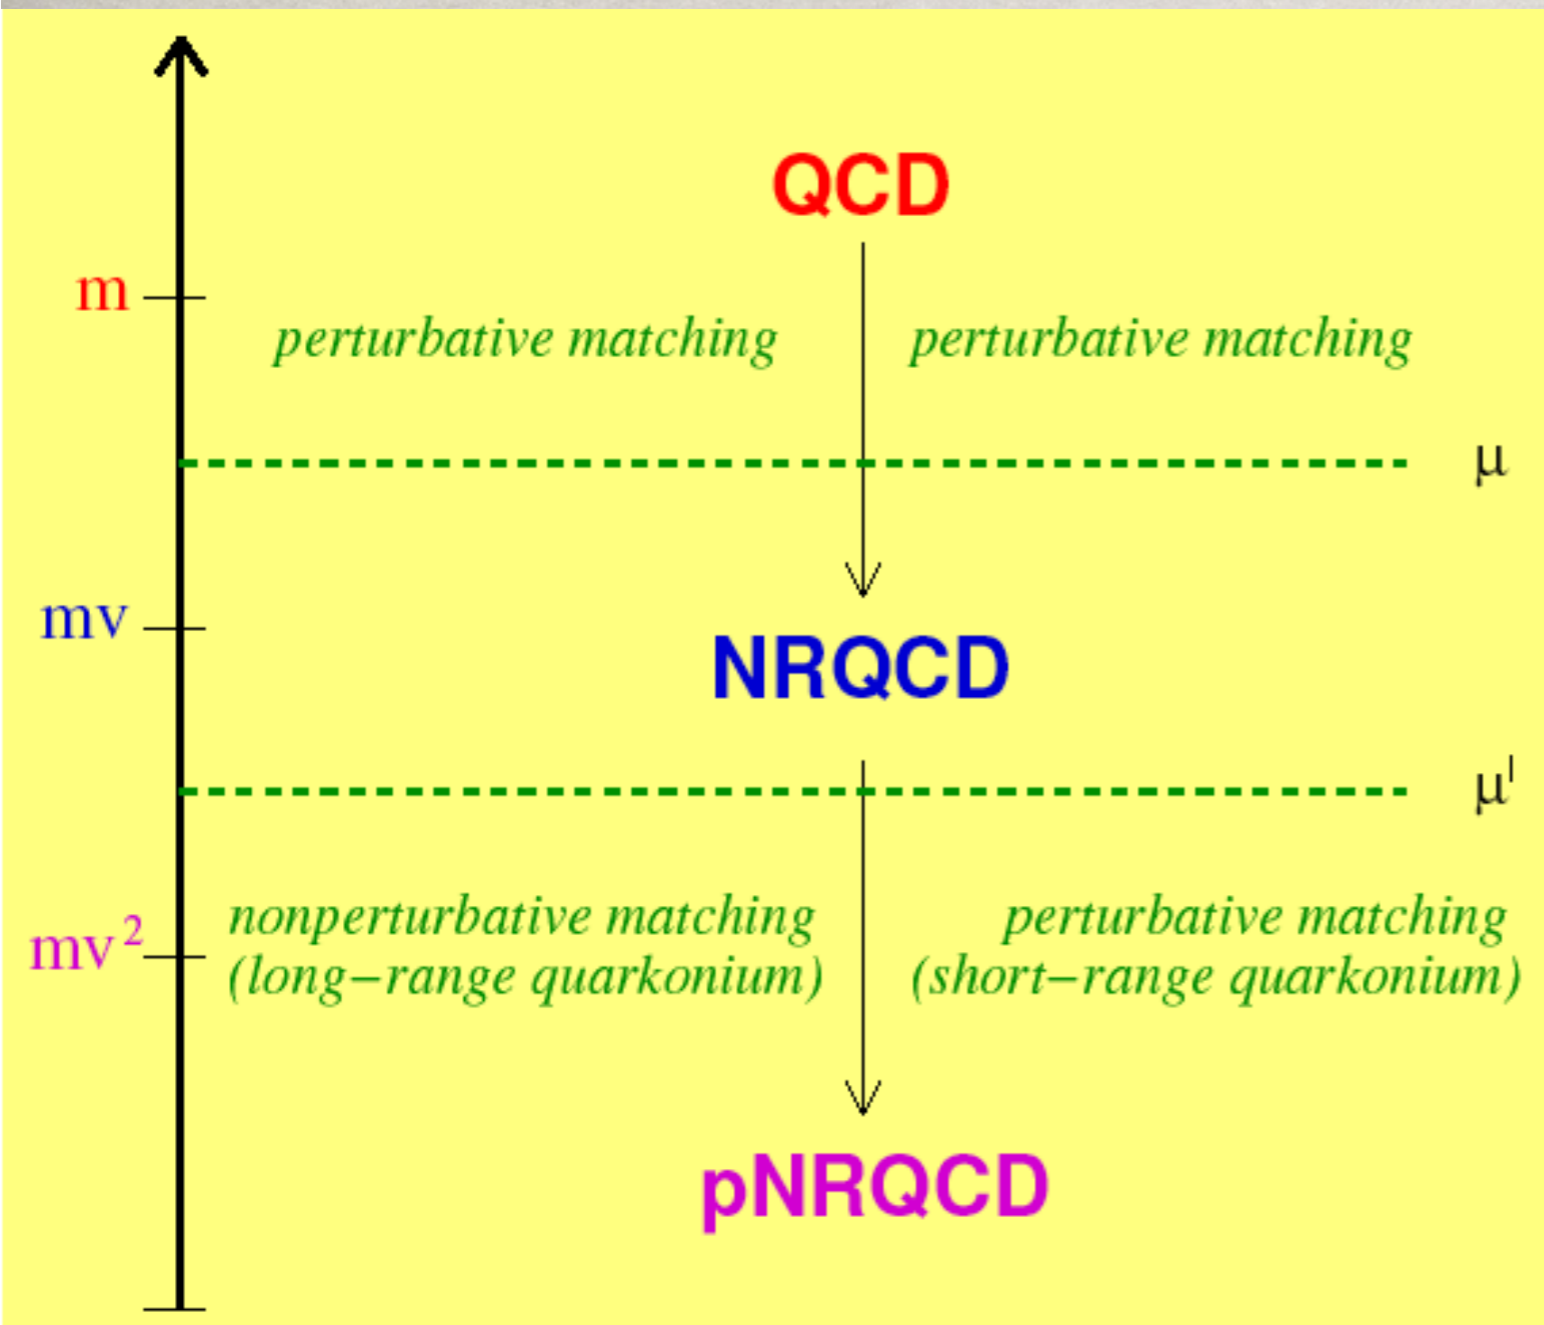 QCD
m
perturbative matching perturbative matching
μ
mv
NRQCD
μ'
nonperturbative matching perturbative matching
mv²
(long–range quarkonium) (short–range quarkonium)
pNRQCD